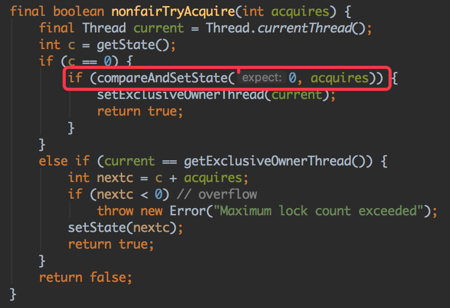 final boolean nonfairTryAcquire(int acquires) {
final Thread current = Thread.currentThread();
int c = getState();
if (c == 0) {
if (compareAndSetState( expect: 0, acquires)) {
setExclusiveOwnerThread(current);
return true;
}
}
else if (current == getExclusiveOwnerThread()) {
int nextc = c + acquires;
if (nextc < 0) // overflow
throw new Error("Maximum lock count exceeded");
setState(nextc);
return true;
}
return false;
}